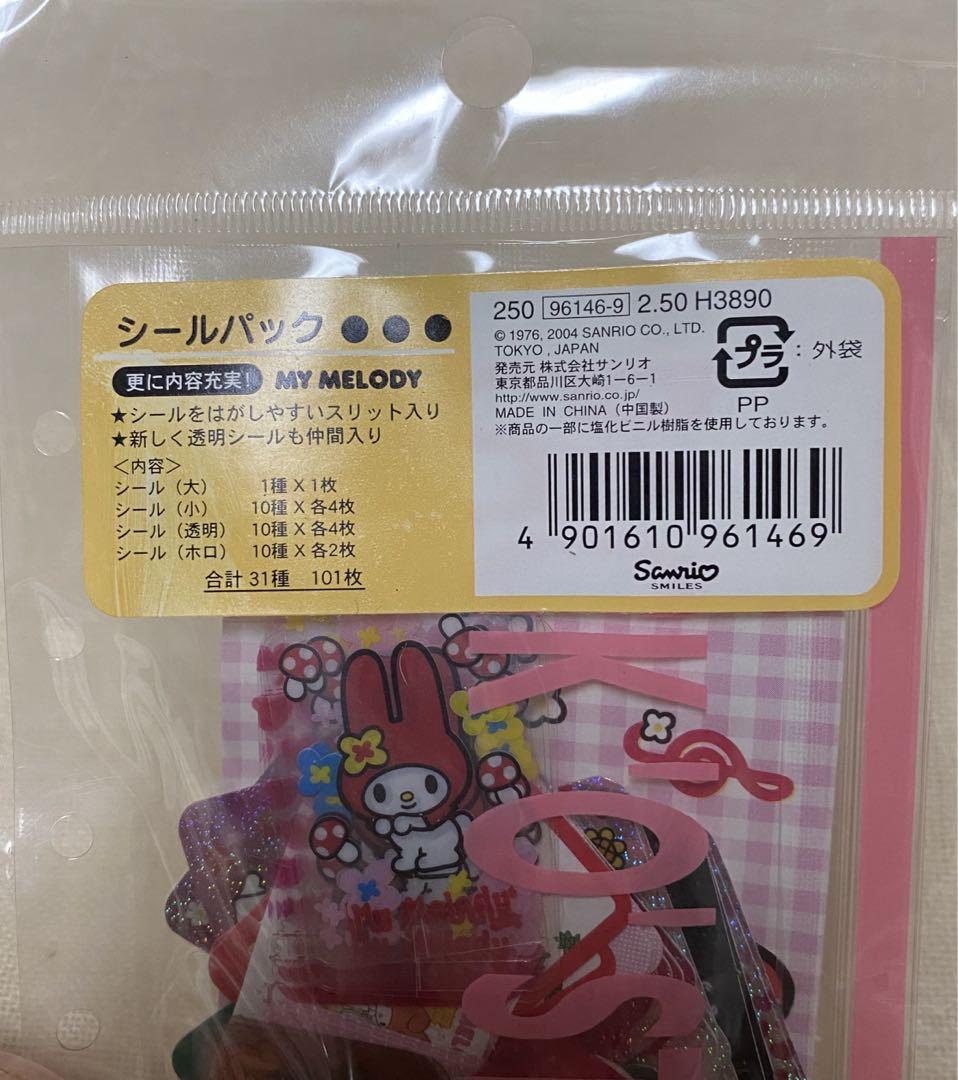 シールパック ●●●
更に内容充実! MY MELODY
★シールをはがしやすいスリット入り
★新しく透明シールも仲間入り
<内容>
シール（大） 1種 X 1枚
シール（小） 10種 X 各4枚
シール（透明） 10種 X 各4枚
シール（ホロ） 10種 X 各2枚
合計 31種 101枚
250 96146-9 2.50 H3890
© 1976, 2004 SANRIO CO., LTD.
TOKYO, JAPAN
発売元 株式会社サンリオ
東京都品川区大崎1-6-1
http://www.sanrio.co.jp/
MADE IN CHINA（中国製）
※商品の一部に塩化ビニル樹脂を使用しております。
プラ : 外袋
PP
4 901610 961469
Sanrio
SMILES